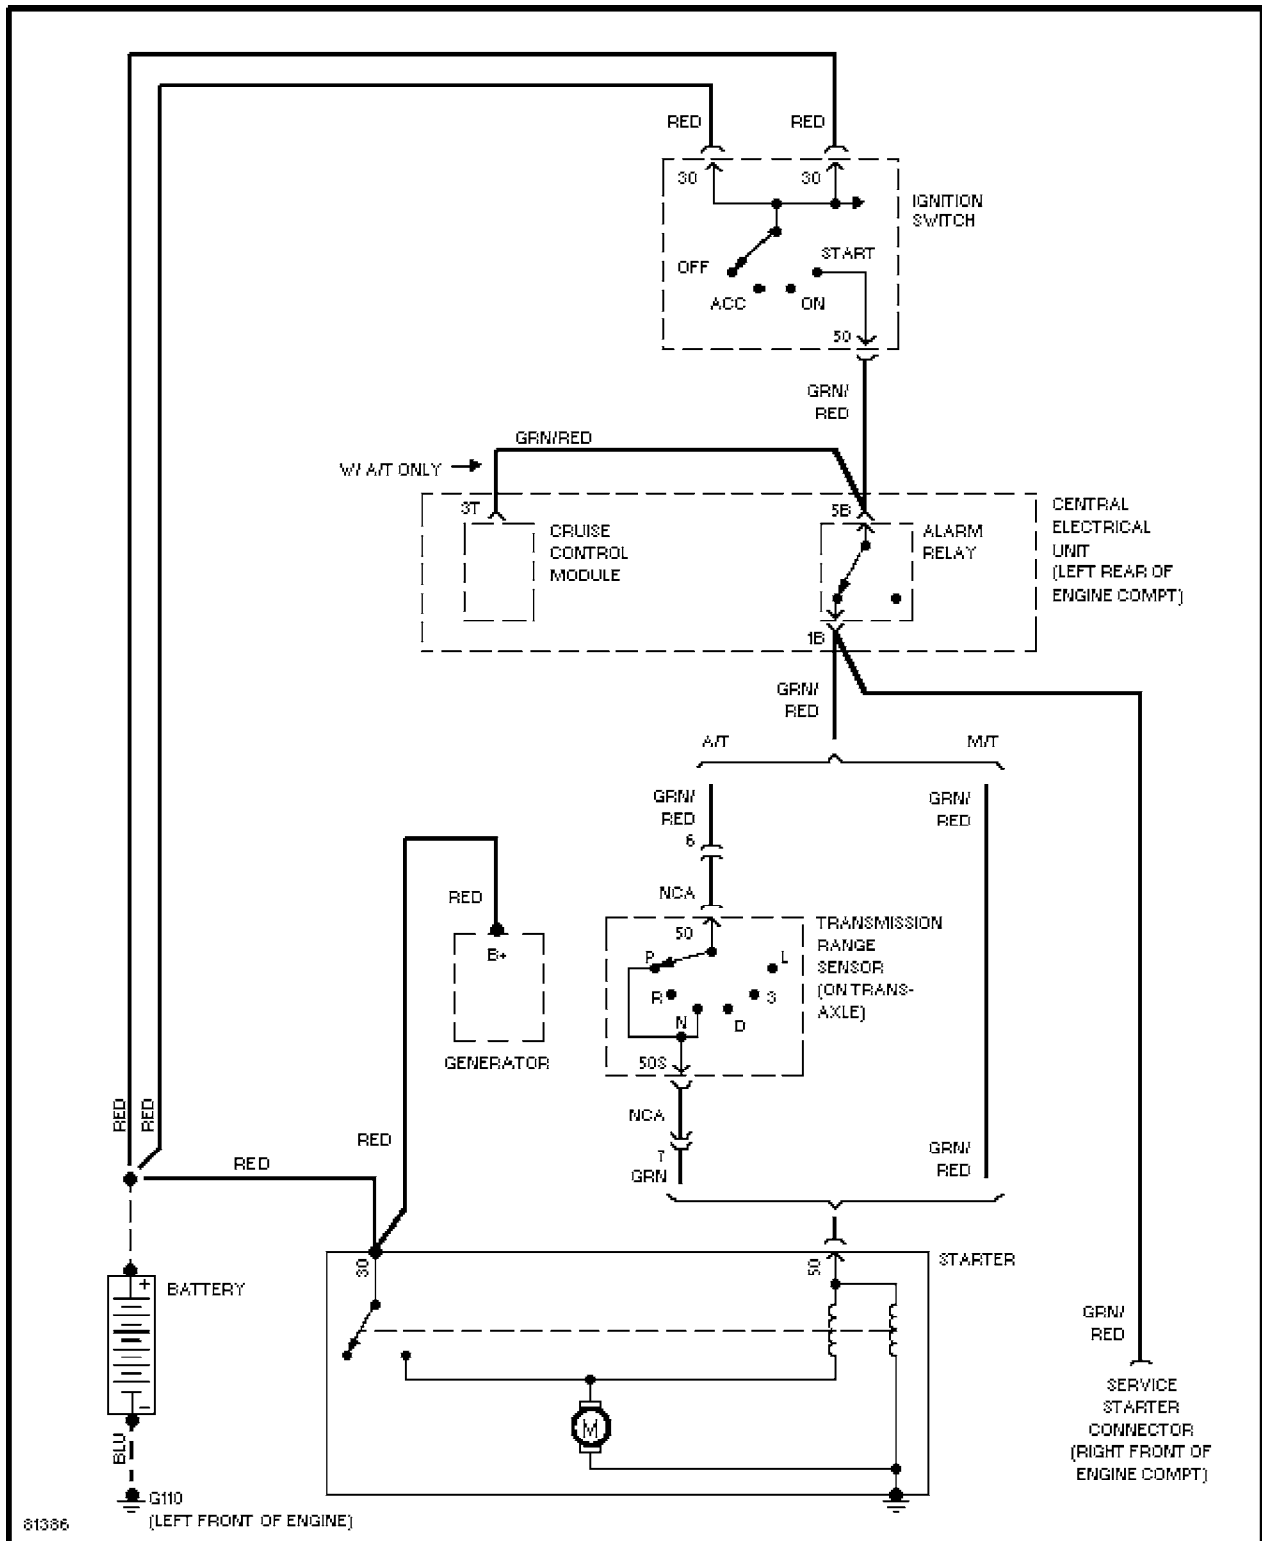 RED RED
30 30
IGNITION
SWITCH
OFF
START
ACC
ON
50
GRN/
RED
GRN/RED
W/ A/T ONLY
3T
5B
CRUISE
CONTROL
MODULE
ALARM
RELAY
CENTRAL
ELECTRICAL
UNIT
(LEFT REAR OF
ENGINE COMPT)
1B
GRN/
RED
A/T M/T
GRN/
RED
6
GRN/
RED
NCA
RED
B+
GENERATOR
50
P
R
N
D
3
L
50S
TRANSMISSION
RANGE
SENSOR
(ON TRANS-
AXLE)
NCA
7
GRN
GRN/
RED
RED
RED
RED
RED
30
50
STARTER
BATTERY
+
-
M
BLU
G110
(LEFT FRONT OF ENGINE)
GRN/
RED
SERVICE
STARTER
CONNECTOR
(RIGHT FRONT OF
ENGINE COMPT)
81386